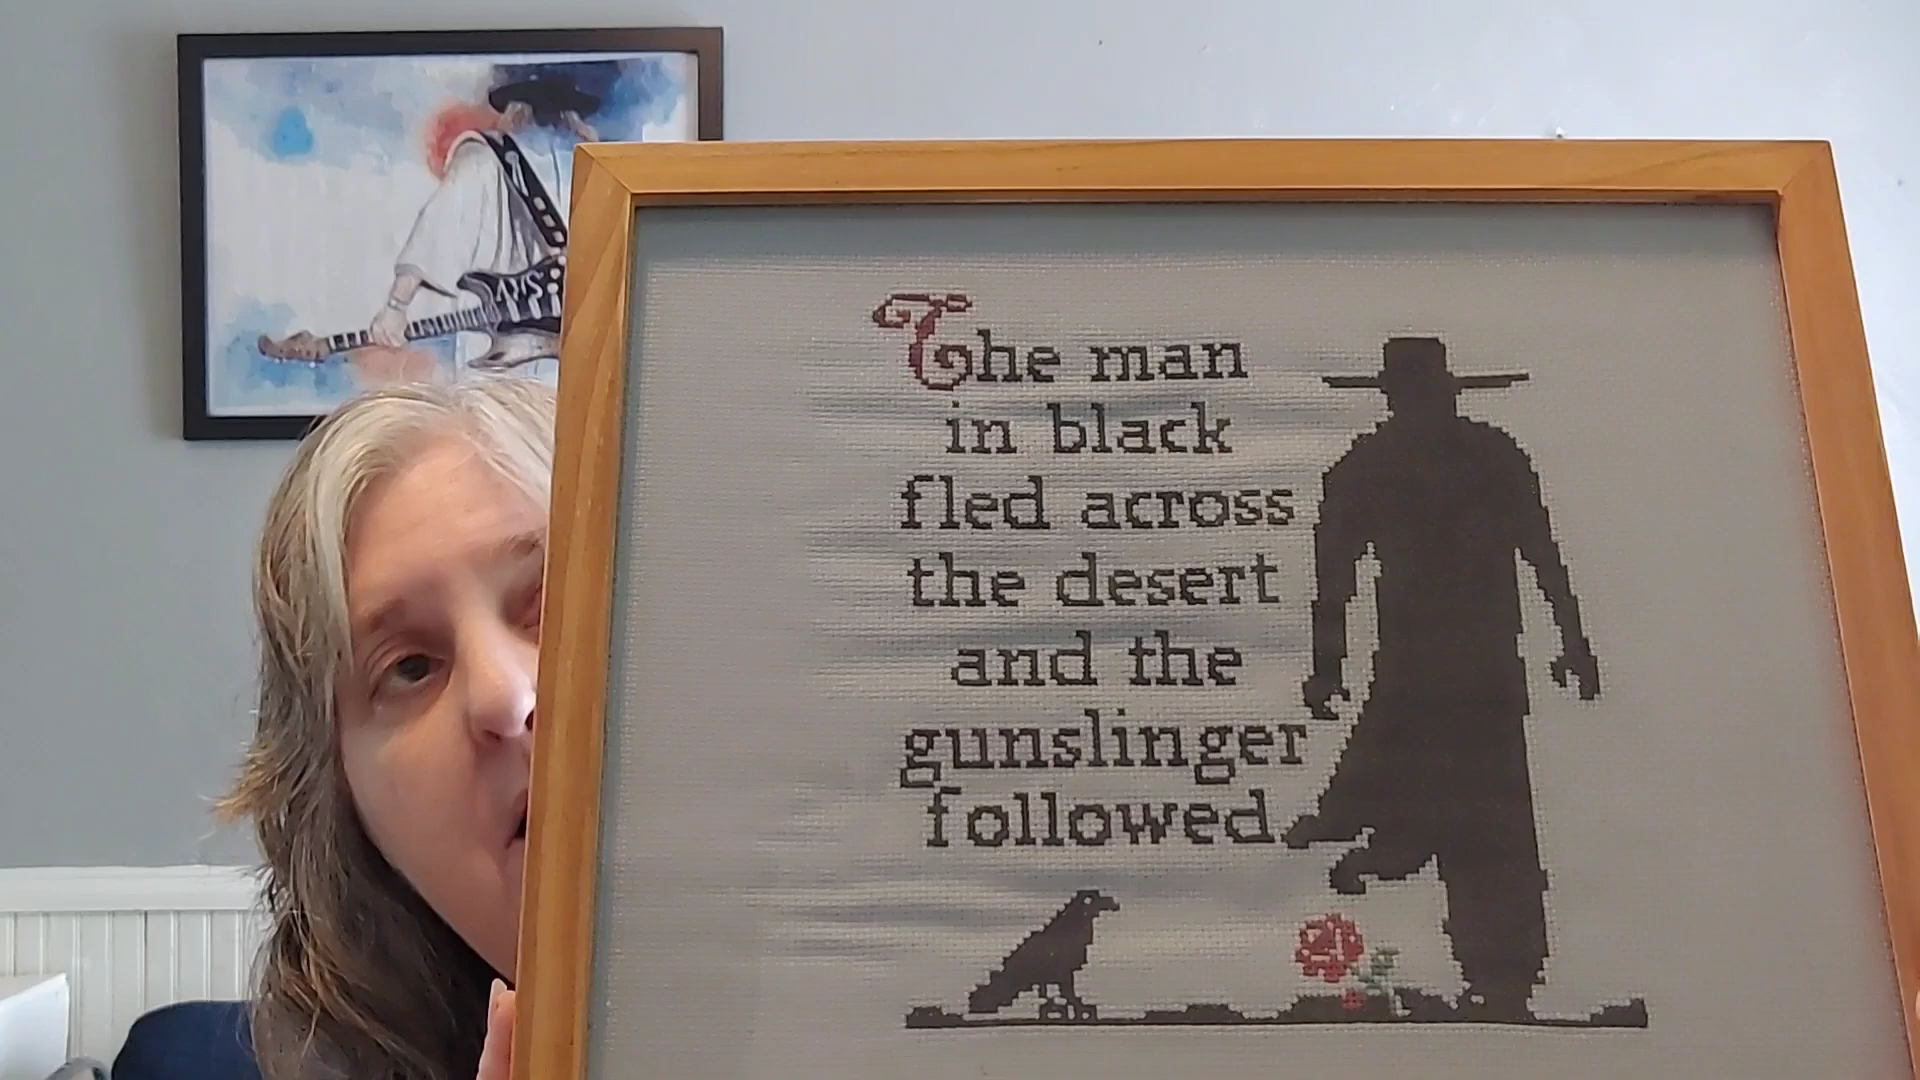 The man
in black
fled across
the desert
and the
gunslinger
followed.